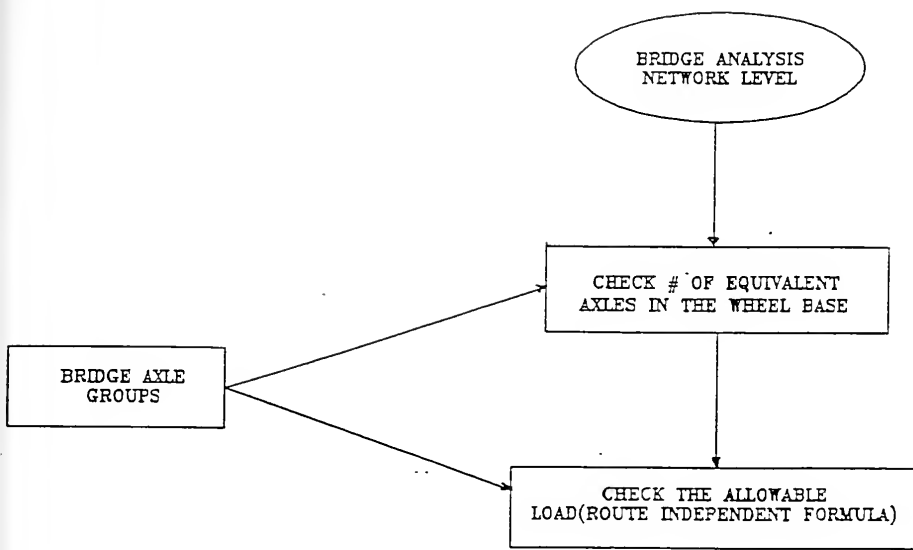 BRIDGE ANALYSIS
NETWORK LEVEL
CHECK # OF EQUIVALENT
AXLES IN THE WHEEL BASE
BRIDGE AXLE
GROUPS
CHECK THE ALLOWABLE
LOAD(ROUTE INDEPENDENT FORMULA)